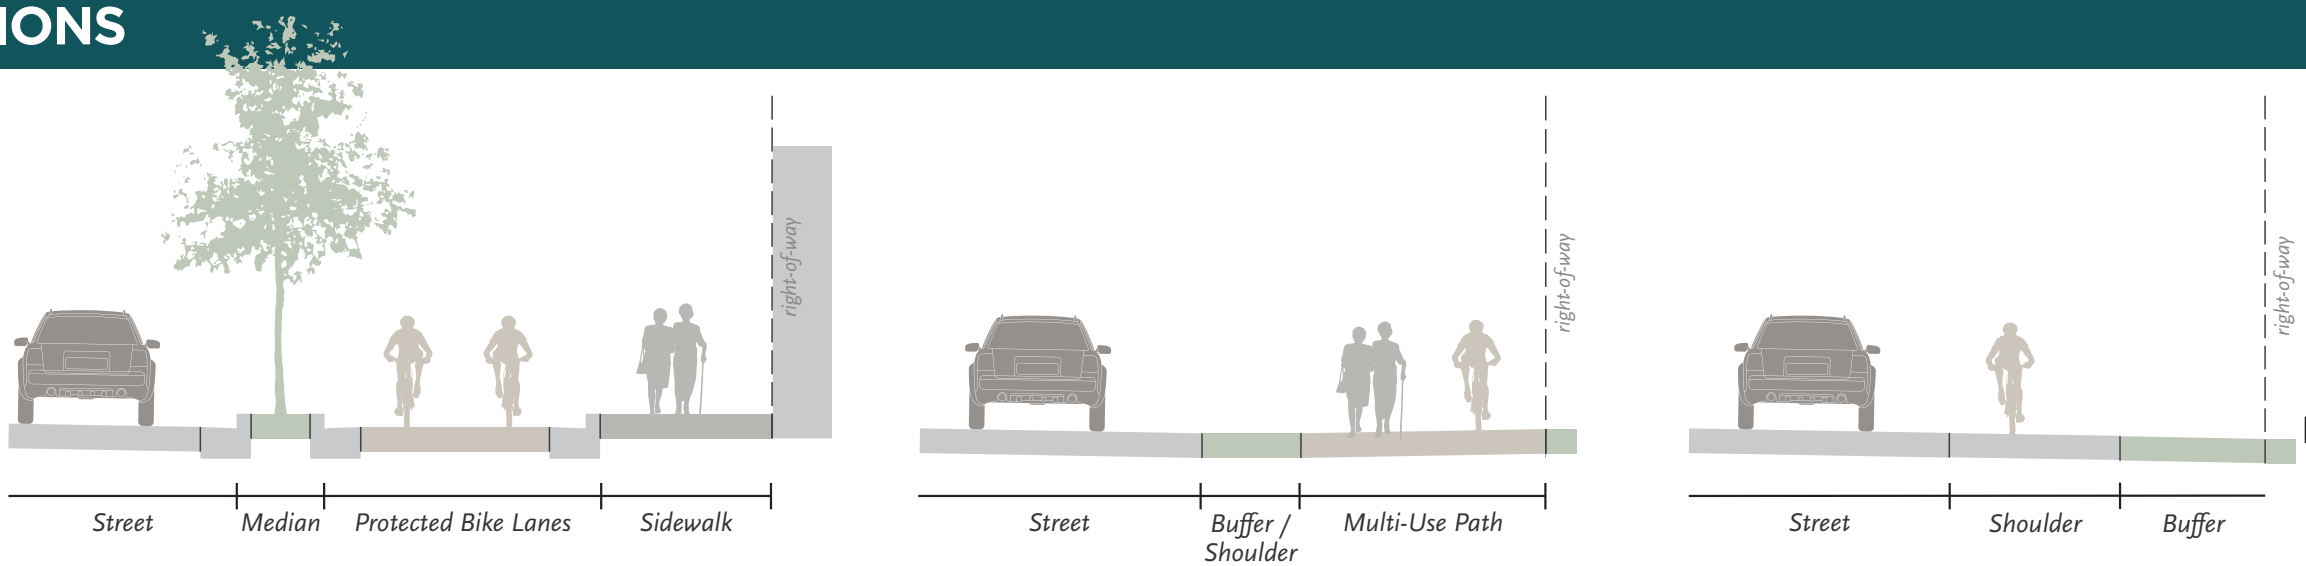 IONS
right-of-way
Street
Median
Protected Bike Lanes
Sidewalk
right-of-way
Street
Buffer /
Shoulder
Multi-Use Path
right-of-way
Street
Shoulder
Buffer